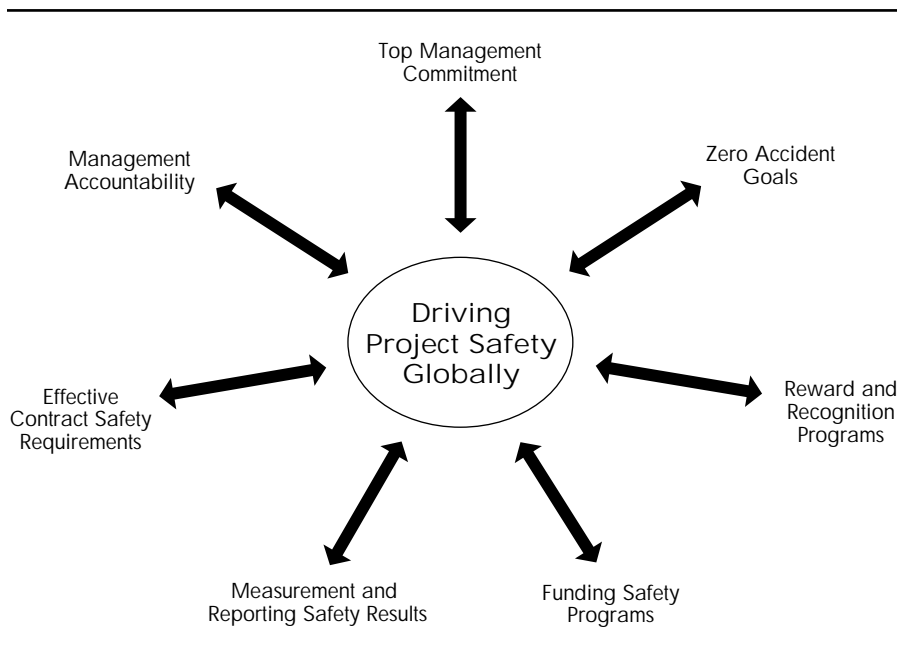 Top Management
Commitment
Management
Accountability
Zero Accident
Goals
Driving
Project Safety
Globally
Effective
Contract Safety
Requirements
Reward and
Recognition
Programs
Measurement and
Reporting Safety Results
Funding Safety
Programs